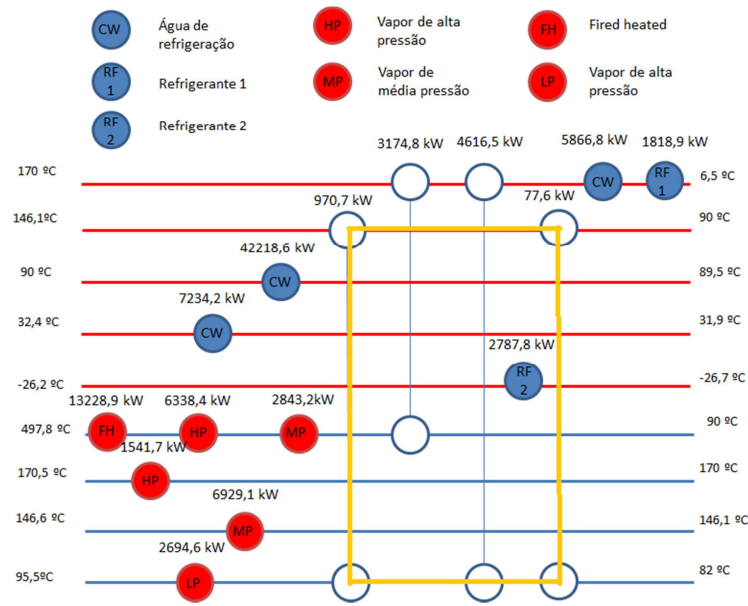 CW
Água de
refrigeração
HP
Vapor de alta
pressão
FH
Fired heated
RF
1
Refrigerante 1
MP
Vapor de
média pressão
LP
Vapor de alta
pressão
RF
2
Refrigerante 2
3174,8 kW
4616,5 kW
5866,8 kW
1818,9 kW
170 ºC
CW
RF
1
6,5 ºC
970,7 kW
77,6 kW
146,1ºC
90 ºC
42218,6 kW
90 ºC
CW
89,5 ºC
7234,2 kW
32,4 ºC
CW
31,9 ºC
2787,8 kW
-26,2 ºC
RF
2
-26,7 ºC
13228,9 kW
6338,4 kW
2843,2 kW
497,8 ºC
FH
HP
MP
90 ºC
1541,7 kW
170,5 ºC
HP
170 ºC
6929,1 kW
146,6 ºC
MP
146,1 ºC
2694,6 kW
95,5ºC
LP
82 ºC